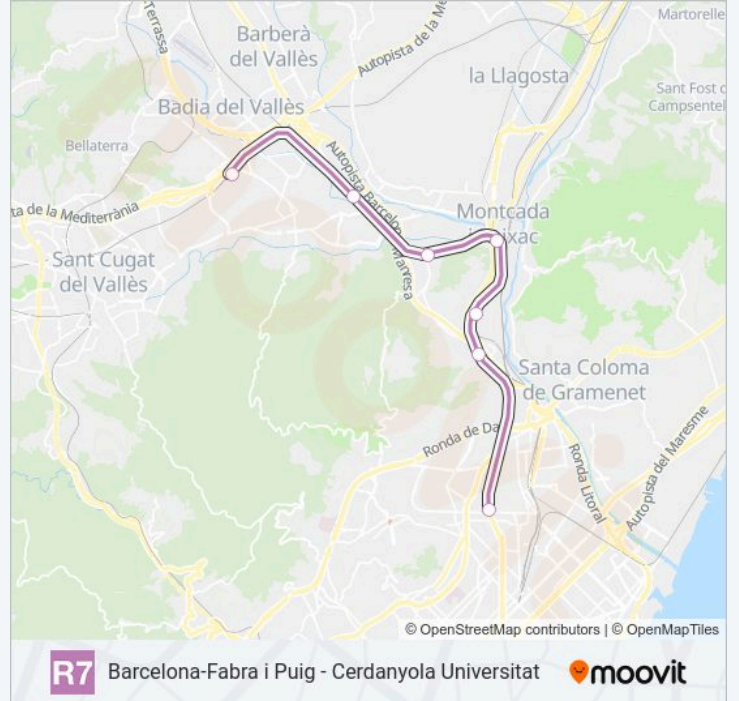 Martorelle
Terrassa
Barberà
del Vallès
Autopista de la Me
la Llagosta
Sant Fost d
Campsentel
Badia del Vallès
Bellaterra
Autopista Barcelo
Manresa
ta de la Mediterrània
Montcada
i Reixac
Sant Cugat
del Vallès
Santa Coloma
de Gramenet
Ronda de Da
Ronda Litoral
Autopista del Maresme
© OpenStreetMap contributors | © OpenMapTiles
R7 Barcelona-Fabra i Puig - Cerdanyola Universitat moovit